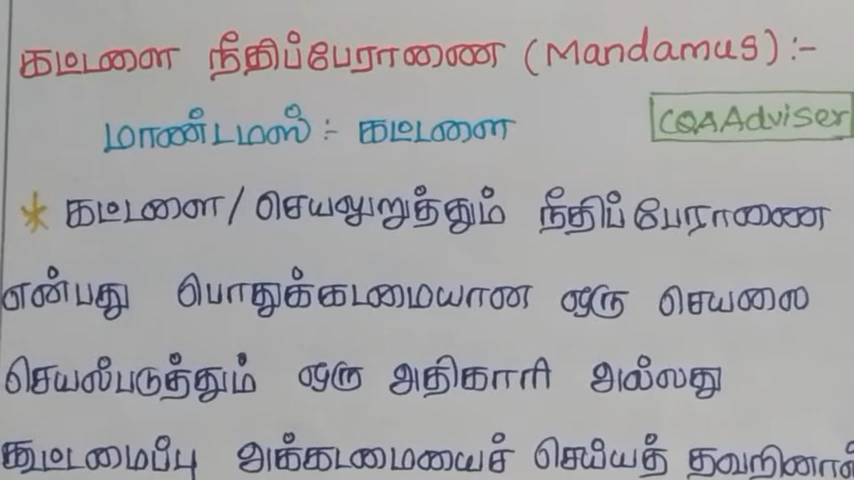 கட்டளை நீதிப்பேராணை (Mandamus) :-
மாண்டமஸ் :- கட்டளை
CQAAdviser
* கட்டளை / செயலுறுத்தும் நீதிப்பேராணை
என்பது பொதுக்கடமையான ஒரு செயலை
செயல்படுத்தும் ஒரு அதிகாரி அல்லது
கூட்டமைப்பு அக்கடமையைச் செய்யத் தவறினால்